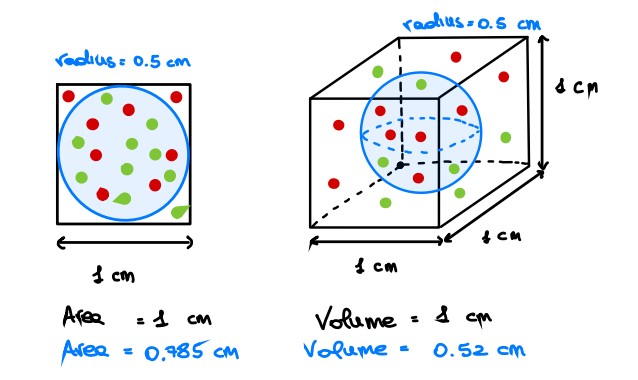 radius = 0.5 cm
radius = 0.5 cm
1 cm
1 cm
1 cm
1 cm
Area = 1 cm
Area = 0.785 cm
Volume = 1 cm
Volume = 0.52 cm